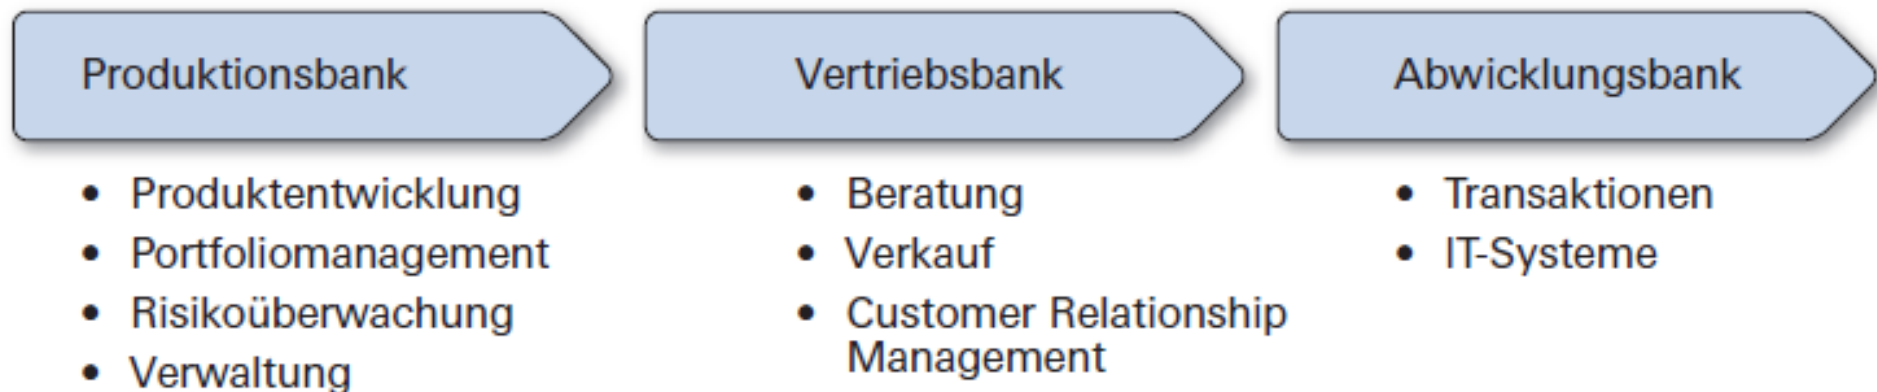 Produktionsbank
• Produktentwicklung
• Portfoliomanagement
• Risikoüberwachung
• Verwaltung
Vertriebsbank
• Beratung
• Verkauf
• Customer Relationship
Management
Abwicklungsbank
• Transaktionen
• IT-Systeme